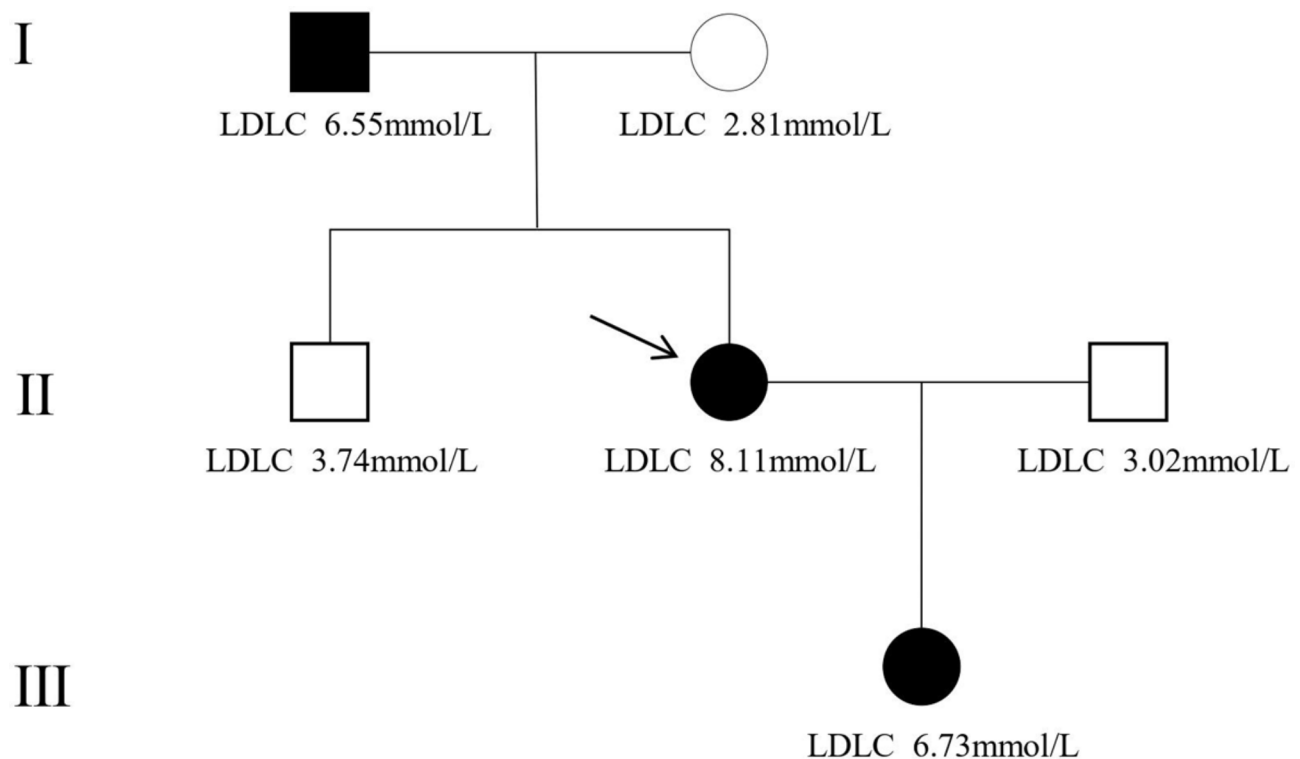 I
LDLC 6.55mmol/L
LDLC 2.81mmol/L
II
LDLC 3.74mmol/L
LDLC 8.11mmol/L
LDLC 3.02mmol/L
III
LDLC 6.73mmol/L